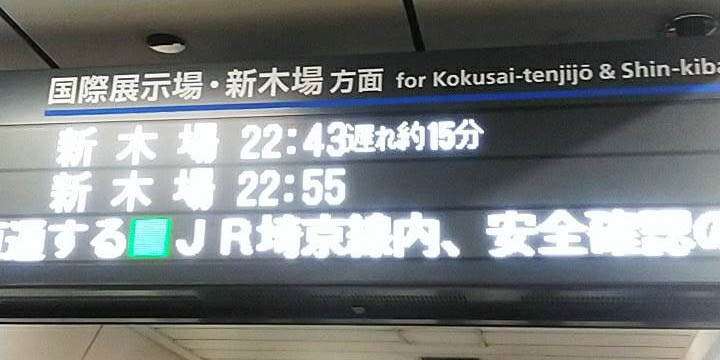 国際展示場・新木場 方面 for Kokusai-tenjijō & Shin-kiba
新木場 22:43 遅れ約15分
新木場 22:55
直通する JR埼京線内、安全確認の